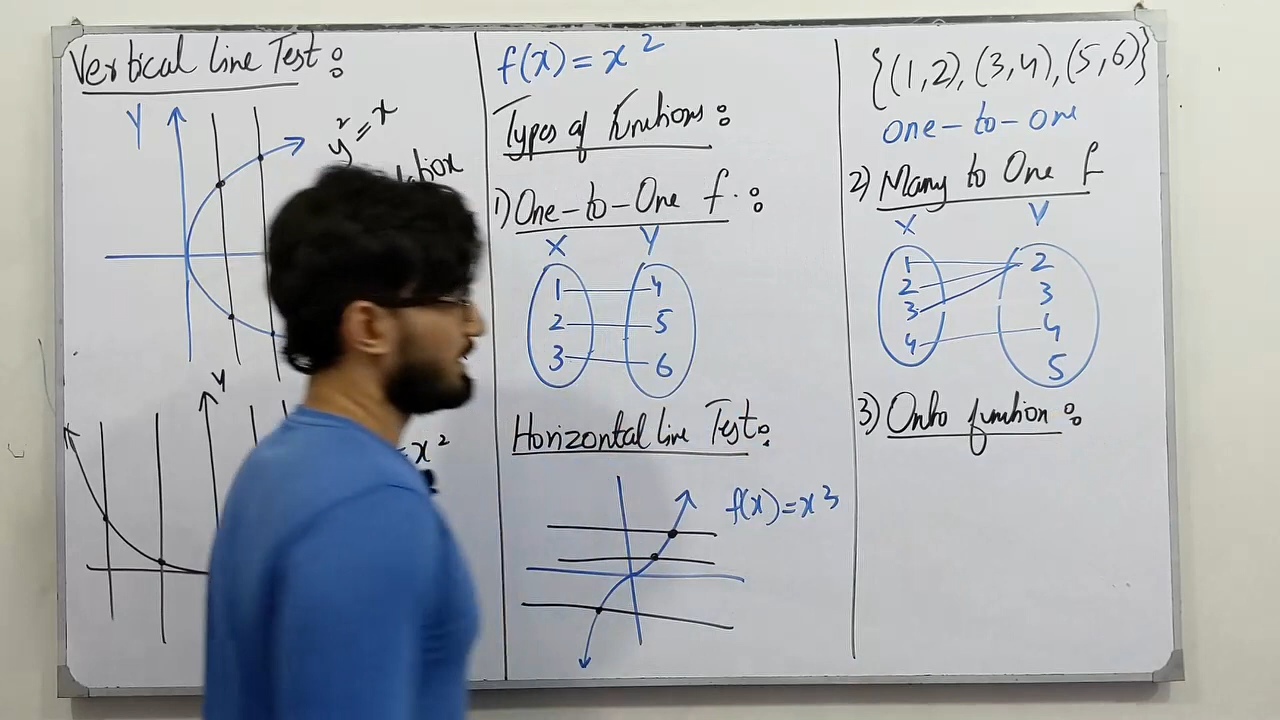 Vertical Line Test :
Y
y² = x
Y
= x²
f(x) = x²
Types of Functions :
1) One-to-One f. :
X Y
1 4
2 5
3 6
Horizontal Line Test :
f(x) = x³
{(1,2), (3,4), (5,6)}
one-to-one
2) Many to One f
X Y
1 2
2 3
3 4
4 5
3) Onto function :